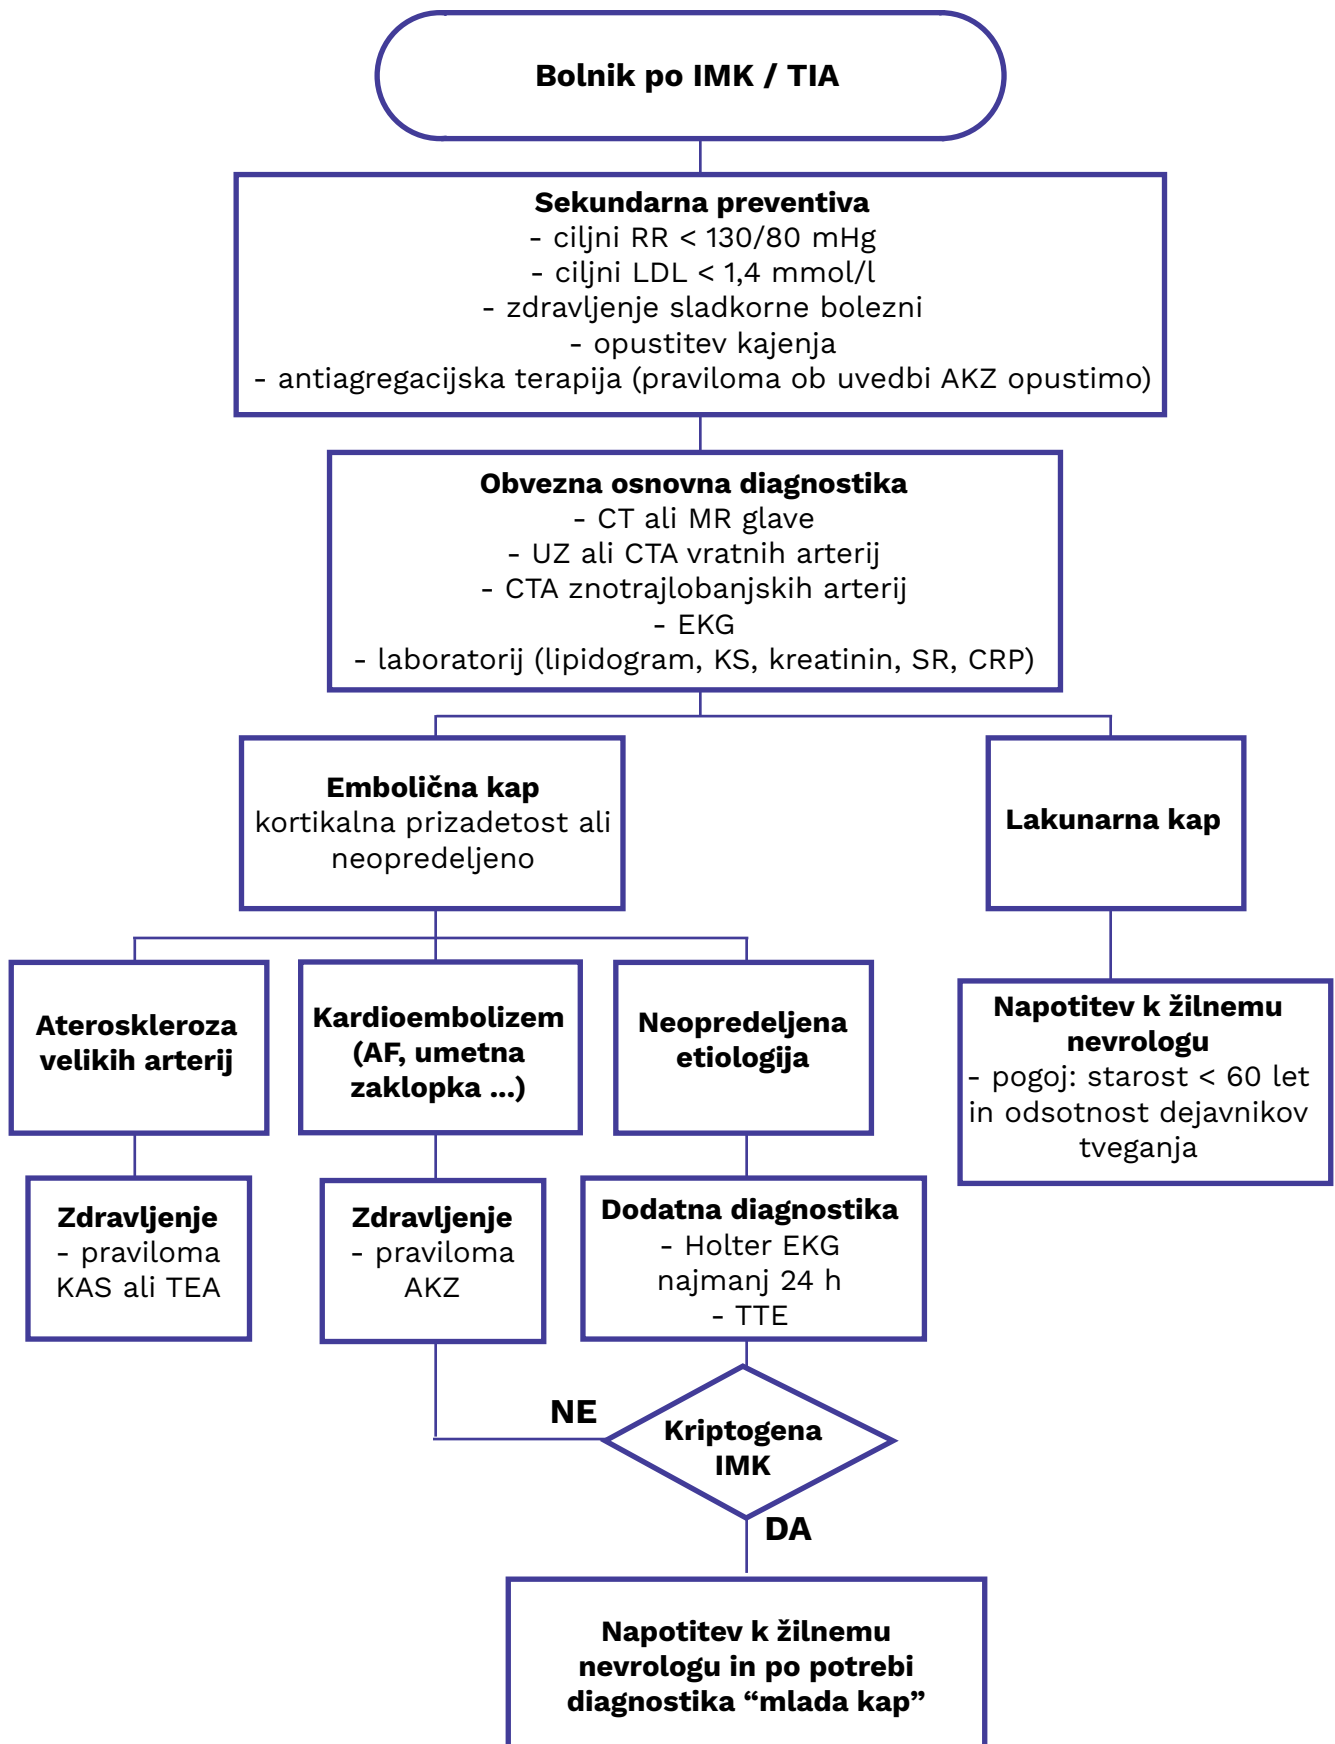 Bolnik po IMK / TIA
Sekundarna preventiva
- ciljni RR < 130/80 mmHg
- ciljni LDL < 1,4 mmol/l
- zdravljenje sladkorne bolezni
- opustitev kajenja
- antiagregacijska terapija (praviloma ob uvedbi AKZ opustimo)
Obvezna osnovna diagnostika
- CT ali MR glave
- UZ ali CTA vratnih arterij
- CTA znotrajlobanjskih arterij
- EKG
- laboratorij (lipidogram, KS, kreatinin, SR, CRP)
Embolična kap
kortikalna prizadetost ali
neopredeljeno
Lakunarna kap
Ateroskleroza
velikih arterij
Kardioembolizem
(AF, umetna
zaklopka ...)
Neopredeljena
etiologija
Napotitev k žilnemu
nevrologu
- pogoj: starost < 60 let
in odsotnost dejavnikov
tveganja
Zdravljenje
- praviloma
KAS ali TEA
Zdravljenje
- praviloma
AKZ
Dodatna diagnostika
- Holter EKG
najmanj 24 h
- TTE
NE
Kriptogena
IMK
DA
Napotitev k žilnemu
nevrologu in po potrebi
diagnostika “mlada kap”